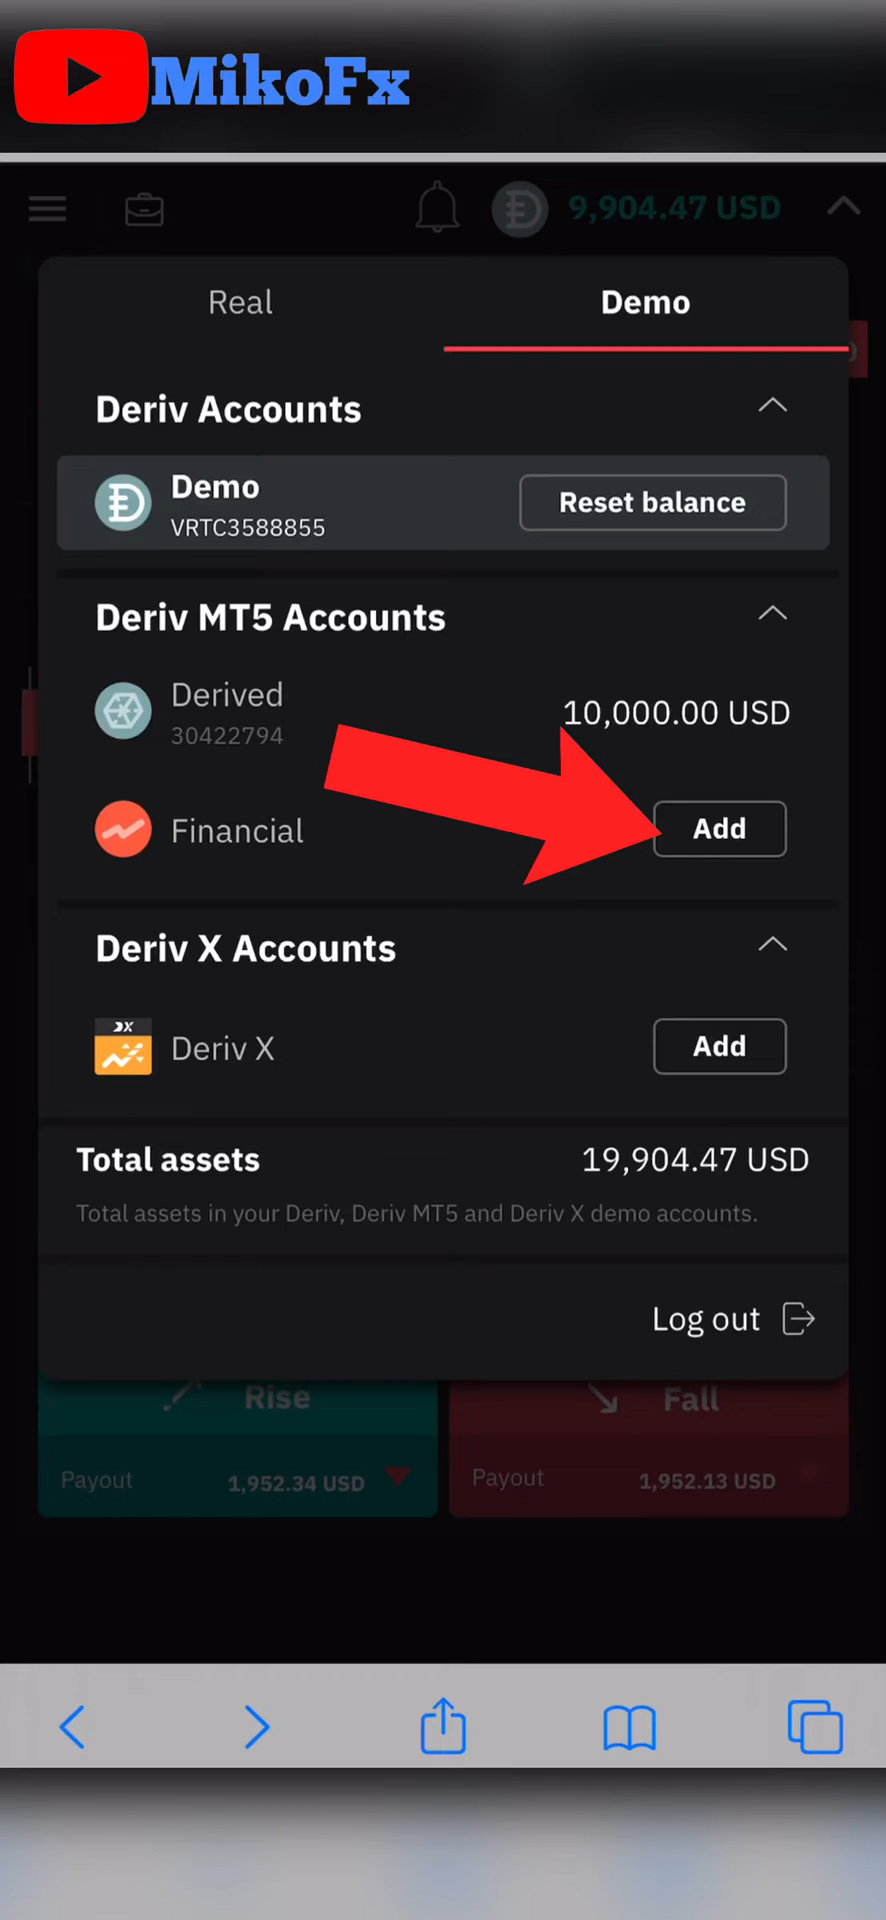 MikoFx
9,904.47 USD
Real
Demo
Deriv Accounts
Demo
Reset balance
VRTC3588855
Deriv MT5 Accounts
Derived
10,000.00 USD
30422794
Financial
Add
Deriv X Accounts
Deriv X
Add
Total assets
19,904.47 USD
Total assets in your Deriv, Deriv MT5 and Deriv X demo accounts.
Log out
Rise
Fall
Payout
1,952.34 USD
Payout
1,952.13 USD